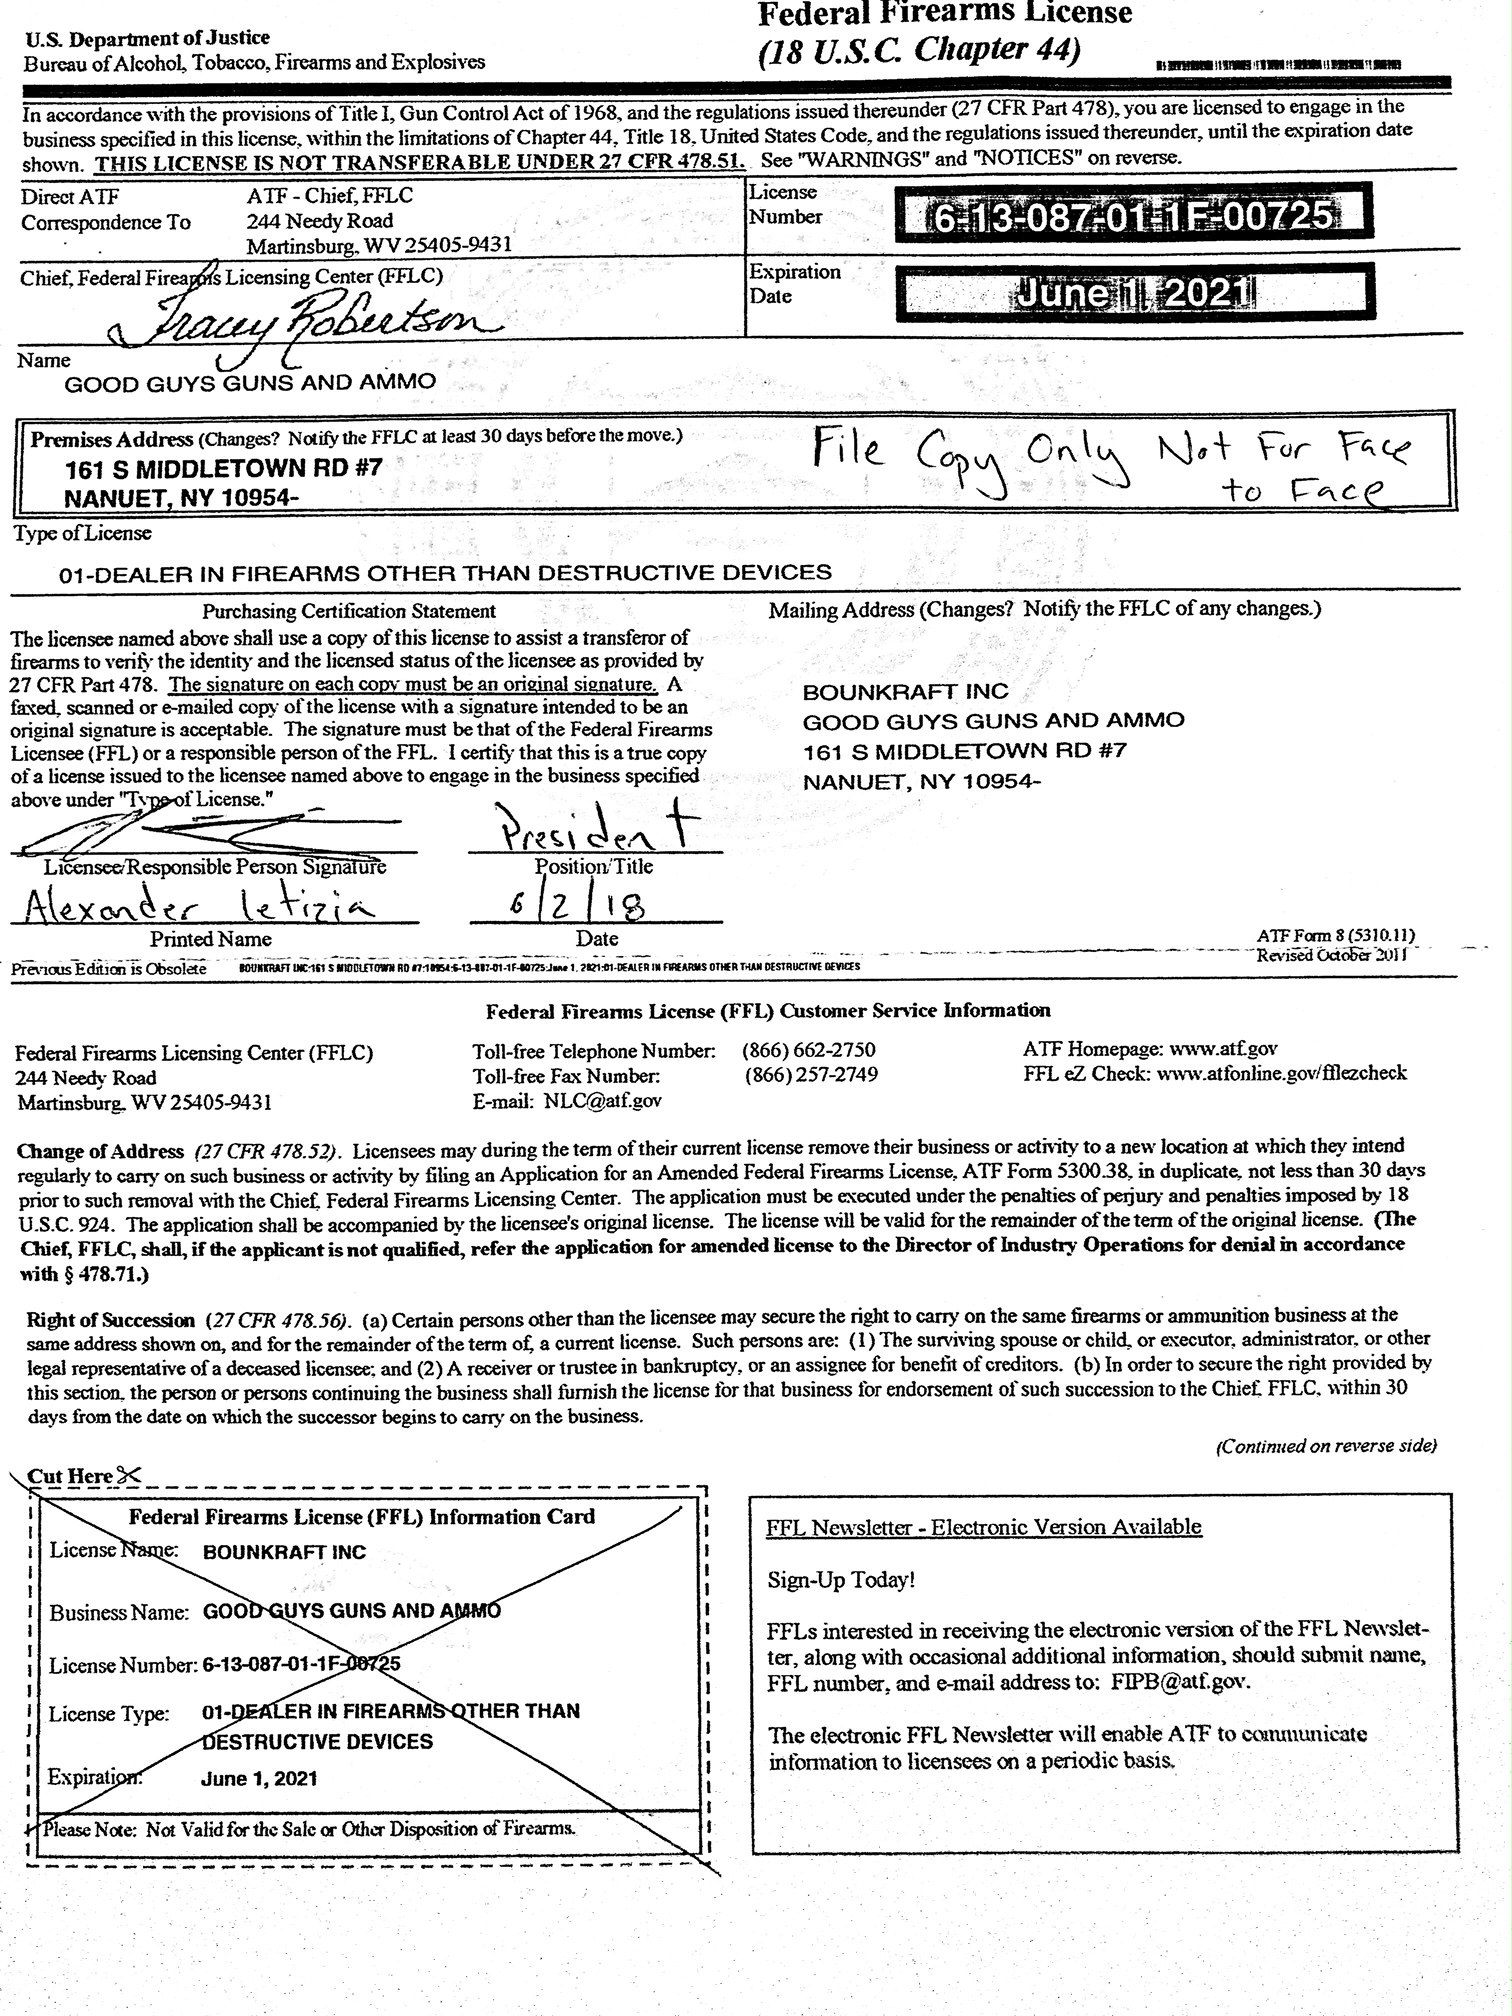 Federal Firearms License
(18 U.S.C. Chapter 44)
U.S. Department of Justice
Bureau of Alcohol, Tobacco, Firearms and Explosives
In accordance with the provisions of Title I, Gun Control Act of 1968, and the regulations issued thereunder (27 CFR Part 478), you are licensed to engage in the
business specified in this license, within the limitations of Chapter 44, Title 18, United States Code, and the regulations issued thereunder, until the expiration date
shown. THIS LICENSE IS NOT TRANSFERABLE UNDER 27 CFR 478.51. See "WARNINGS" and "NOTICES" on reverse.
Direct ATF
Correspondence To
ATF - Chief, FFLC
244 Needy Road
Martinsburg, WV 25405-9431
License
Number
6-13-087-01-1F-00725
Chief, Federal Firearms Licensing Center (FFLC)
Tracey Robertson
Expiration
Date
June 1, 2021
Name
GOOD GUYS GUNS AND AMMO
Premises Address (Changes? Notify the FFLC at least 30 days before the move.)
161 S MIDDLETOWN RD #7
NANUET, NY 10954-
File Copy Only Not For Face
to Face
Type of License
01-DEALER IN FIREARMS OTHER THAN DESTRUCTIVE DEVICES
Purchasing Certification Statement
The licensee named above shall use a copy of this license to assist a transferor of
firearms to verify the identity and the licensed status of the licensee as provided by
27 CFR Part 478. The signature on each copy must be an original signature. A
faxed, scanned or e-mailed copy of the license with a signature intended to be an
original signature is acceptable. The signature must be that of the Federal Firearms
Licensee (FFL) or a responsible person of the FFL. I certify that this is a true copy
of a license issued to the licensee named above to engage in the business specified
above under "Type of License."
Mailing Address (Changes? Notify the FFLC of any changes.)
BOUNKRAFT INC
GOOD GUYS GUNS AND AMMO
161 S MIDDLETOWN RD #7
NANUET, NY 10954-
President
Licensee/Responsible Person Signature
Position/Title
Alexander Letizia
6/2/18
Printed Name
Date
ATF Form 8 (5310.11)
Revised October 2011
Previous Edition is Obsolete
BOUNKRAFT INC:161 S MIDDLETOWN RD #7:10954:6-13-087-01-1F-00725:June 1, 2021:01-DEALER IN FIREARMS OTHER THAN DESTRUCTIVE DEVICES
Federal Firearms License (FFL) Customer Service Information
Federal Firearms Licensing Center (FFLC)
244 Needy Road
Martinsburg, WV 25405-9431
Toll-free Telephone Number: (866) 662-2750
Toll-free Fax Number: (866) 257-2749
E-mail: NLC@atf.gov
ATF Homepage: www.atf.gov
FFL eZ Check: www.atfonline.gov/fflezcheck
Change of Address (27 CFR 478.52). Licensees may during the term of their current license remove their business or activity to a new location at which they intend
regularly to carry on such business or activity by filing an Application for an Amended Federal Firearms License, ATF Form 5300.38, in duplicate, not less than 30 days
prior to such removal with the Chief, Federal Firearms Licensing Center. The application must be executed under the penalties of perjury and penalties imposed by 18
U.S.C. 924. The application shall be accompanied by the licensee's original license. The license will be valid for the remainder of the term of the original license. (The
Chief, FFLC, shall, if the applicant is not qualified, refer the application for amended license to the Director of Industry Operations for denial in accordance
with § 478.71.)
Right of Succession (27 CFR 478.56). (a) Certain persons other than the licensee may secure the right to carry on the same firearms or ammunition business at the
same address shown on, and for the remainder of the term of, a current license. Such persons are: (1) The surviving spouse or child, or executor, administrator, or other
legal representative of a deceased licensee; and (2) A receiver or trustee in bankruptcy, or an assignee for benefit of creditors. (b) In order to secure the right provided by
this section, the person or persons continuing the business shall furnish the license for that business for endorsement of such succession to the Chief, FFLC, within 30
days from the date on which the successor begins to carry on the business.
(Continued on reverse side)
Cut Here
Federal Firearms License (FFL) Information Card
License Name: BOUNKRAFT INC
Business Name: GOOD GUYS GUNS AND AMMO
License Number: 6-13-087-01-1F-00725
License Type: 01-DEALER IN FIREARMS OTHER THAN
DESTRUCTIVE DEVICES
Expiration: June 1, 2021
Please Note: Not Valid for the Sale or Other Disposition of Firearms.
FFL Newsletter - Electronic Version Available
Sign-Up Today!
FFLs interested in receiving the electronic version of the FFL Newslet-
ter, along with occasional additional information, should submit name,
FFL number, and e-mail address to: FIPB@atf.gov.
The electronic FFL Newsletter will enable ATF to communicate
information to licensees on a periodic basis.